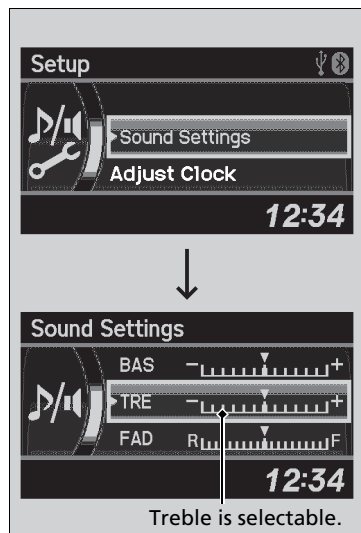 Setup
Sound Settings
Adjust Clock
12:34
Sound Settings
BAS - +
TRE - +
FAD R F
12:34
Treble is selectable.